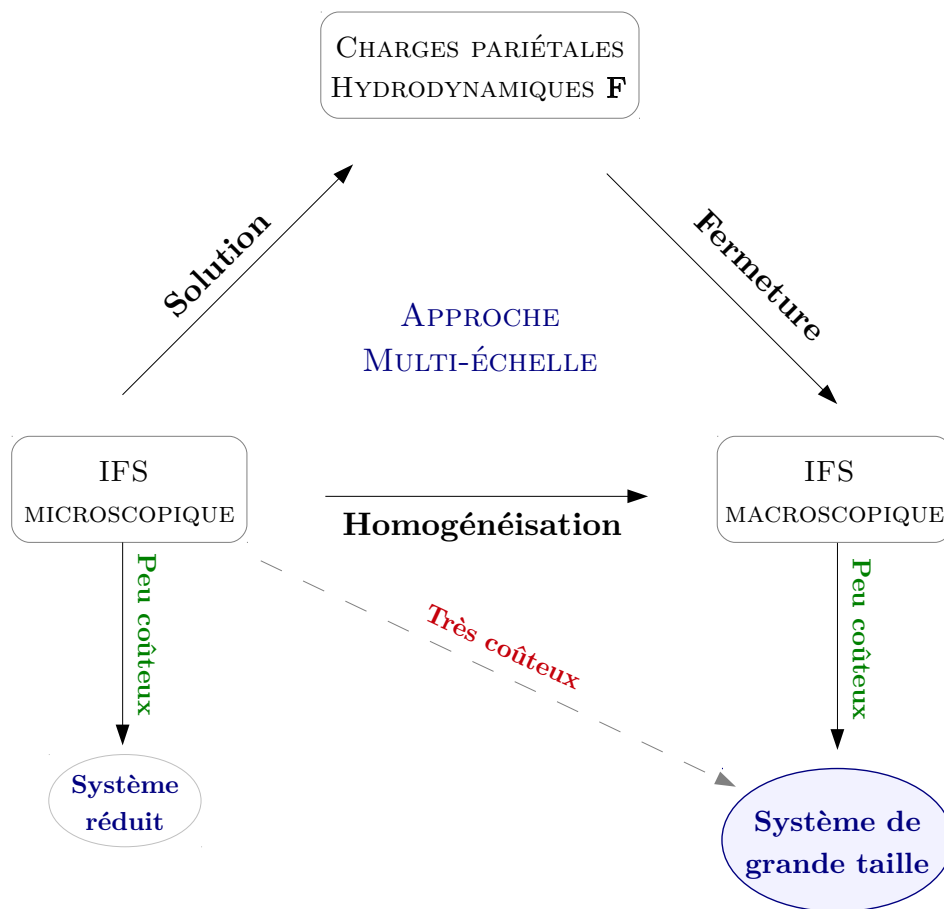 CHARGES PARIÉTALES
HYDRODYNAMIQUES F
Solution
Fermeture
APPROCHE
MULTI-ÉCHELLE
IFS
MICROSCOPIQUE
Homogénéisation
IFS
MACROSCOPIQUE
Peu coûteux
Très coûteux
Peu coûteux
Système
réduit
Système de
grande taille